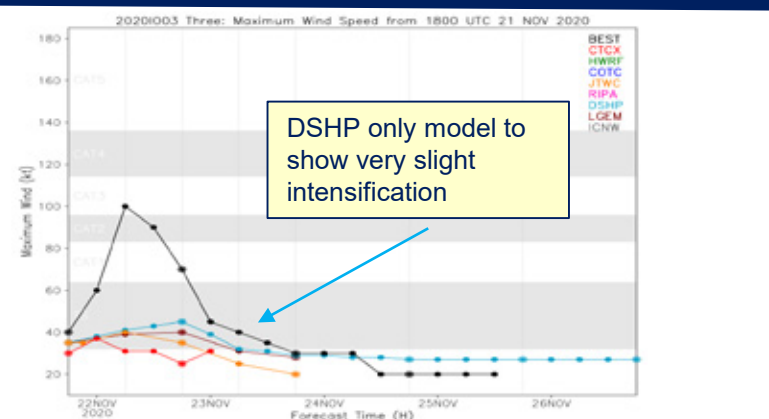 2020IO03 Three: Maximum Wind Speed from 1800 UTC 21 NOV 2020
180
160
140
120
100
80
60
40
20
Maximum Wind (kt)
CAT5
CAT4
CAT3
CAT2
CAT1
BEST
CTCX
HWRF
COTC
JTWC
RIPA
DSHP
LGEM
ICNW
DSHP only model to
show very slight
intensification
22NOV
2020
23NOV
24NOV
25NOV
26NOV
Forecast Time (H)